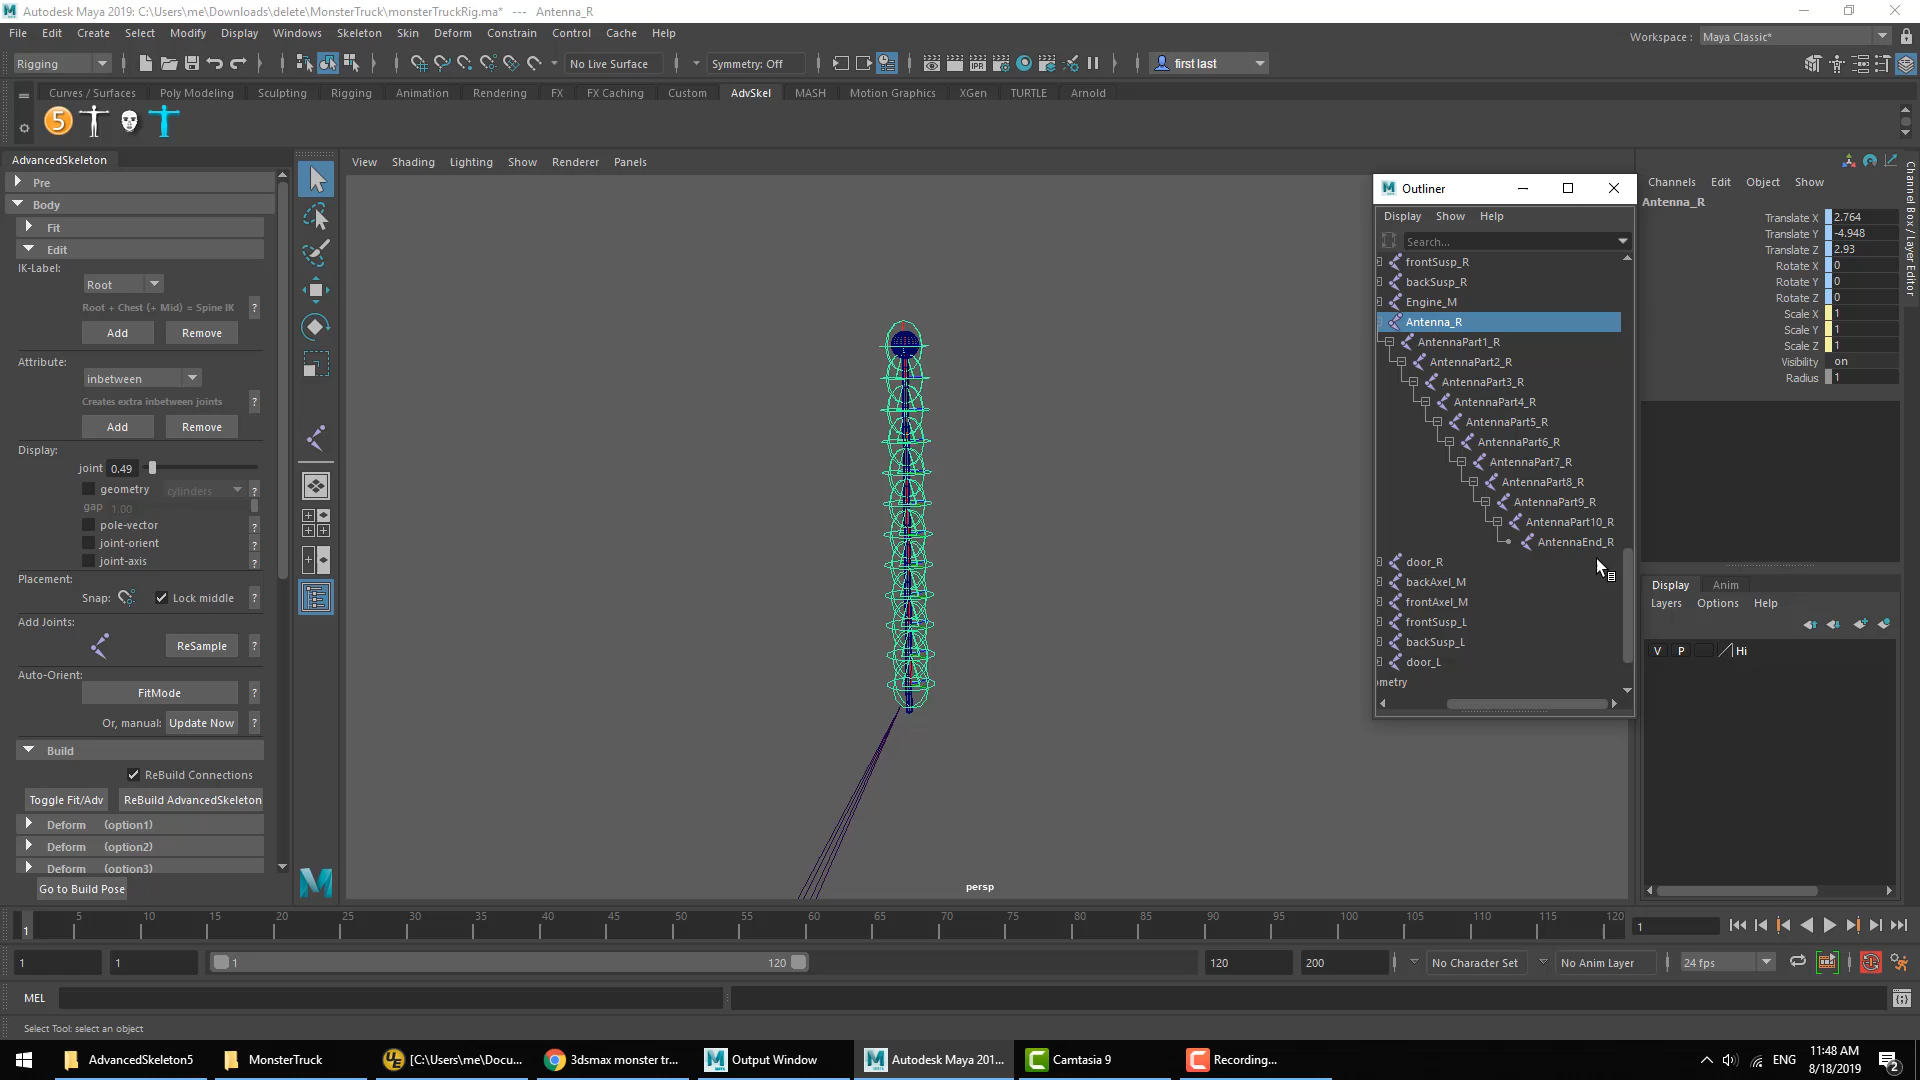 Autodesk Maya 2019: C:\Users\me\Downloads\delete\MonsterTruck\monsterTruckRig.ma* --- Antenna_R
File Edit Create Select Modify Display Windows Skeleton Skin Deform Constrain Control Cache Help
Workspace : Maya Classic*
Rigging No Live Surface Symmetry: Off IPR first last
Curves / Surfaces Poly Modeling Sculpting Rigging Animation Rendering FX FX Caching Custom AdvSkel MASH Motion Graphics XGen TURTLE Arnold
5
AdvancedSkeleton
Pre
Body
Fit
Edit
IK-Label:
Root
Root + Chest (+ Mid) = Spine IK ?
Add Remove
Attribute:
inbetween
Creates extra inbetween joints ?
Add Remove
Display:
joint 0.49
geometry cylinders ?
gap 1.00
pole-vector ?
joint-orient ?
joint-axis ?
Placement:
Snap: Lock middle ?
Add Joints:
ReSample ?
Auto-Orient:
FitMode ?
Or, manual: Update Now ?
Build
ReBuild Connections
Toggle Fit/Adv ReBuild AdvancedSkeleton
Deform (option1)
Deform (option2)
Deform (option3)
Go to Build Pose
View Shading Lighting Show Renderer Panels
persp
Outliner
Display Show Help
Search...
frontSusp_R
backSusp_R
Engine_M
Antenna_R
AntennaPart1_R
AntennaPart2_R
AntennaPart3_R
AntennaPart4_R
AntennaPart5_R
AntennaPart6_R
AntennaPart7_R
AntennaPart8_R
AntennaPart9_R
AntennaPart10_R
AntennaEnd_R
door_R
backAxel_M
frontAxel_M
frontSusp_L
backSusp_L
door_L
ometry
Channels Edit Object Show
Antenna_R
Translate X 2.764
Translate Y -4.948
Translate Z 2.93
Rotate X 0
Rotate Y 0
Rotate Z 0
Scale X 1
Scale Y 1
Scale Z 1
Visibility on
Radius 1
Channel Box / Layer Editor
Display Anim
Layers Options Help
V P Hi
5 10 15 20 25 30 35 40 45 50 55 60 65 70 75 80 85 90 95 100 105 110 115 120
1 1
1 1 1 120 120 200 No Character Set No Anim Layer 24 fps
MEL
Select Tool: select an object
AdvancedSkeleton5 MonsterTruck [C:\Users\me\Docu... 3dsmax monster tr... Output Window Autodesk Maya 201... Camtasia 9 Recording... ENG 11:48 AM
8/18/2019 2